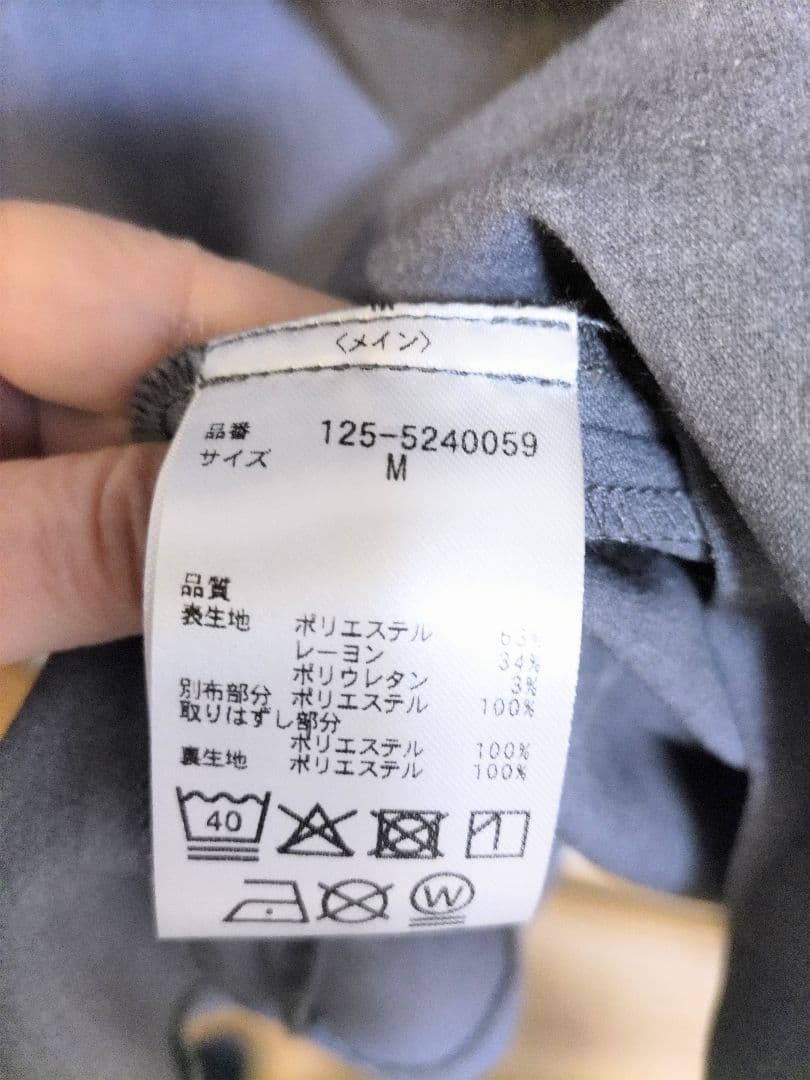 〈メイン〉
品番 125-5240059
サイズ M
品質
表生地 ポリエステル 63%
レーヨン 34%
ポリウレタン 3%
別布部分 ポリエステル 100%
取りはずし部分
ポリエステル 100%
裏生地 ポリエステル 100%
40
W